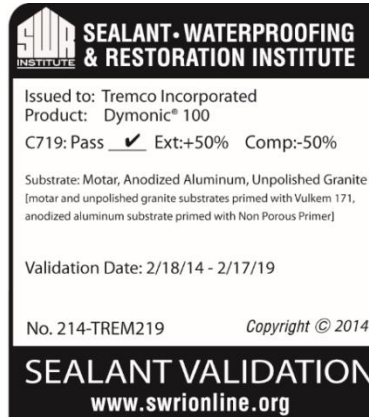 SWR
INSTITUTE
SEALANT • WATERPROOFING
& RESTORATION INSTITUTE
Issued to: Tremco Incorporated
Product: Dymonic® 100
C719: Pass ✔ Ext:+50% Comp:-50%
Substrate: Motar, Anodized Aluminum, Unpolished Granite
[motar and unpolished granite substrates primed with Vulkem 171,
anodized aluminum substrate primed with Non Porous Primer]
Validation Date: 2/18/14 - 2/17/19
No. 214-TREM219 Copyright © 2014
SEALANT VALIDATION
www.swrionline.org